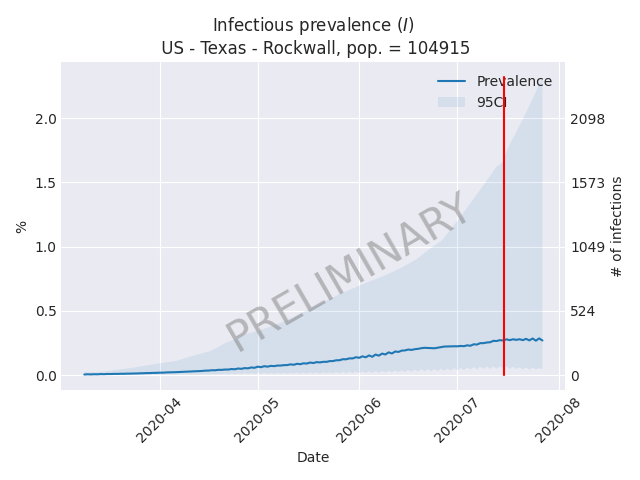 Infectious prevalence (I)
US - Texas - Rockwall, pop. = 104915
Prevalence
95CI
2.0
1.5
1.0
0.5
0.0
%
2098
1573
1049
524
0
# of infections
PRELIMINARY
2020-04
2020-05
2020-06
2020-07
2020-08
Date